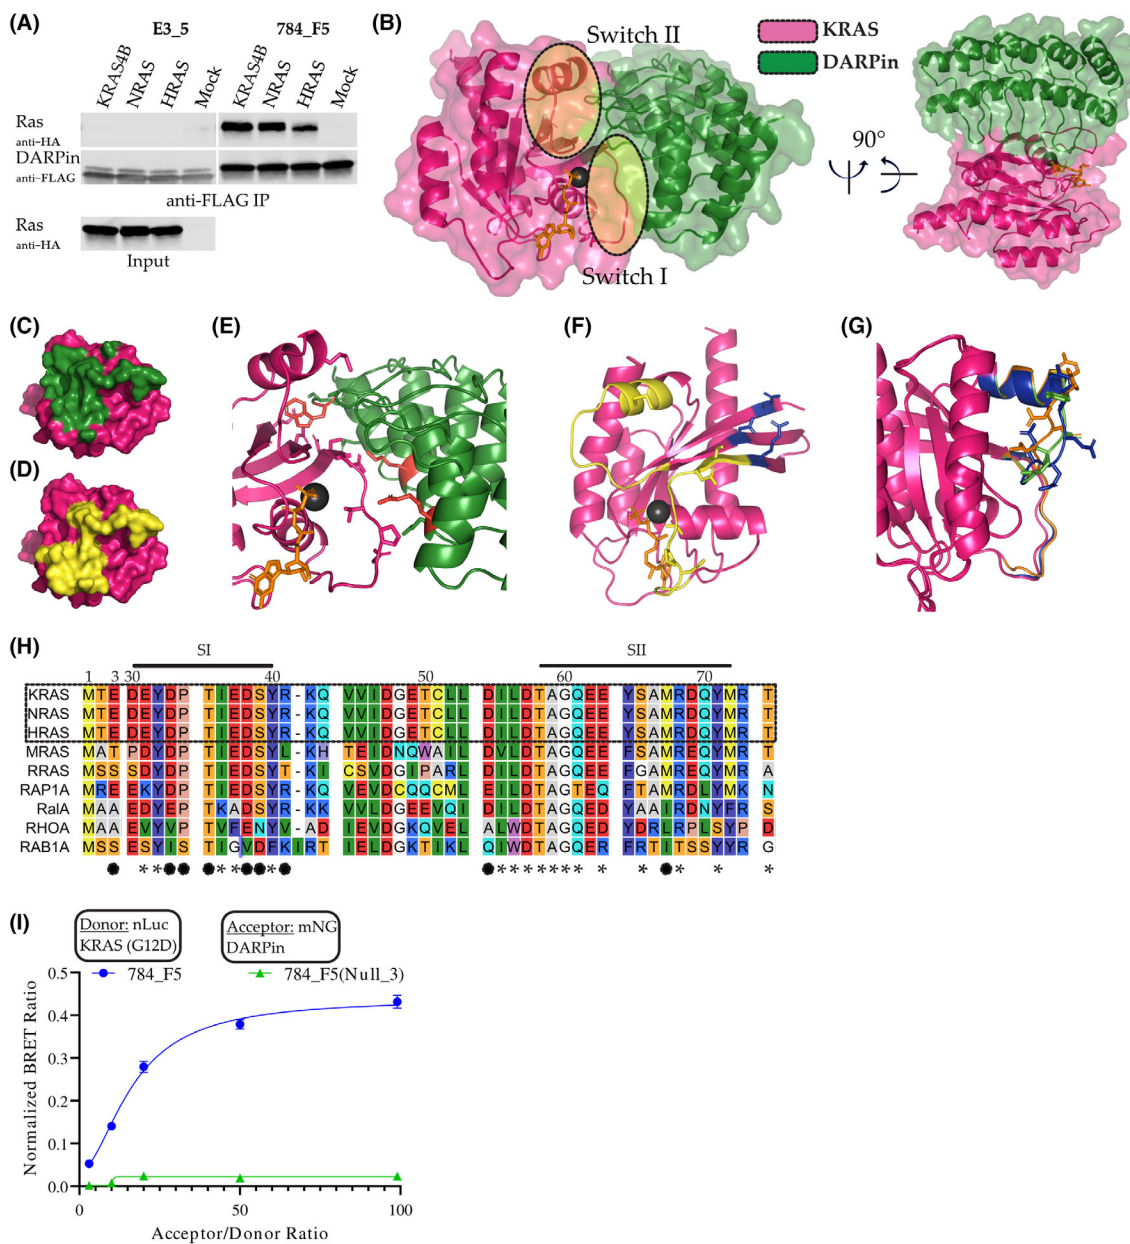 (A)
E3_5
784_F5
KRAS4B
NRAS
HRAS
Mock
KRAS4B
NRAS
HRAS
Mock
Ras
anti-HA
DARPin
anti-FLAG
anti-FLAG IP
Ras
anti-HA
Input
(B)
Switch II
Switch I
KRAS
DARPin
90°
(C)
(D)
(E)
(F)
(G)
(H)
SI
SII
1 3 30 40 50 60 70
KRAS MTE DEYDP TIEDSYR-KQ VVIDGETCLL DILDTAGQEE YSAMRDQYMR T
NRAS MTE DEYDP TIEDSYR-KQ VVIDGETCLL DILDTAGQEE YSAMRDQYMR T
HRAS MTE DEYDP TIEDSYR-KQ VVIDGETCLL DILDTAGQEE YSAMRDQYMR T
MRAS MAT PDYDP TIEDSYL-KH TEIDNQWAIL DVLDTAGQEE FSAMREQYMR T
RRAS MSS SDYDP TIEDSYT-KI CSVDGIPARL DILDTAGQEE FGAMREQYMR A
RAP1A MRE EKYDP TIEDSYR-KQ VEVDCQQCML EILDTAGTEQ FTAMRDLYMK N
RalA MAA EDYEP TKADSYR-KK VVLDGEEVQI DILDTAGQED YAAIRDNYFR S
RHOA MAA EVYVP TVFENYV-AD IEVDGKQVEL ALWDTAGQED YDRLRPLSYP D
RAB1A MSS ESYIS TIGVDFKIRT IELDGKTIKL QIWDTAGQER FRTITSSYYR G
* * * * * * * * * * * * * * *
(I)
Donor: nLuc
KRAS (G12D)
Acceptor: mNG
DARPin
784_F5
784_F5(Null_3)
Normalized BRET Ratio
0.5
0.4
0.3
0.2
0.1
0.0
0 50 100
Acceptor/Donor Ratio